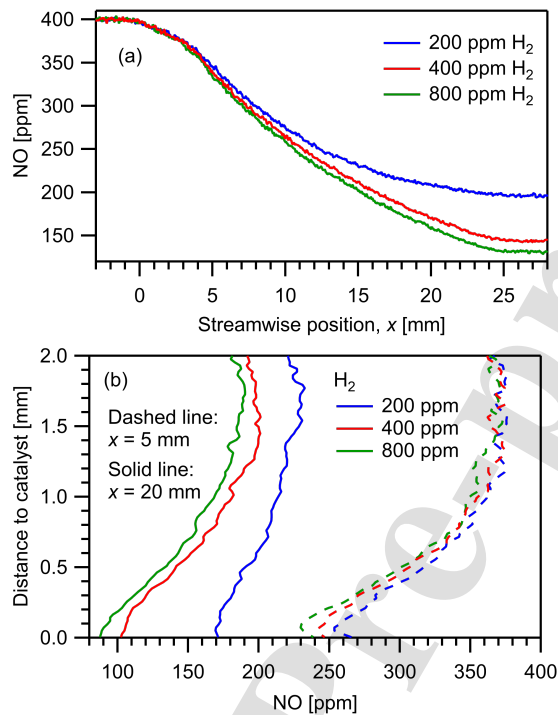 400
350
300
250
200
150
NO [ppm]
(a)
200 ppm H₂
400 ppm H₂
800 ppm H₂
0
5
10
15
20
25
Streamwise position, x [mm]
2.0
1.5
1.0
0.5
0.0
Distance to catalyst [mm]
(b)
Dashed line:
x = 5 mm
Solid line:
x = 20 mm
H₂
200 ppm
400 ppm
800 ppm
100
150
200
250
300
350
400
NO [ppm]
pre-p